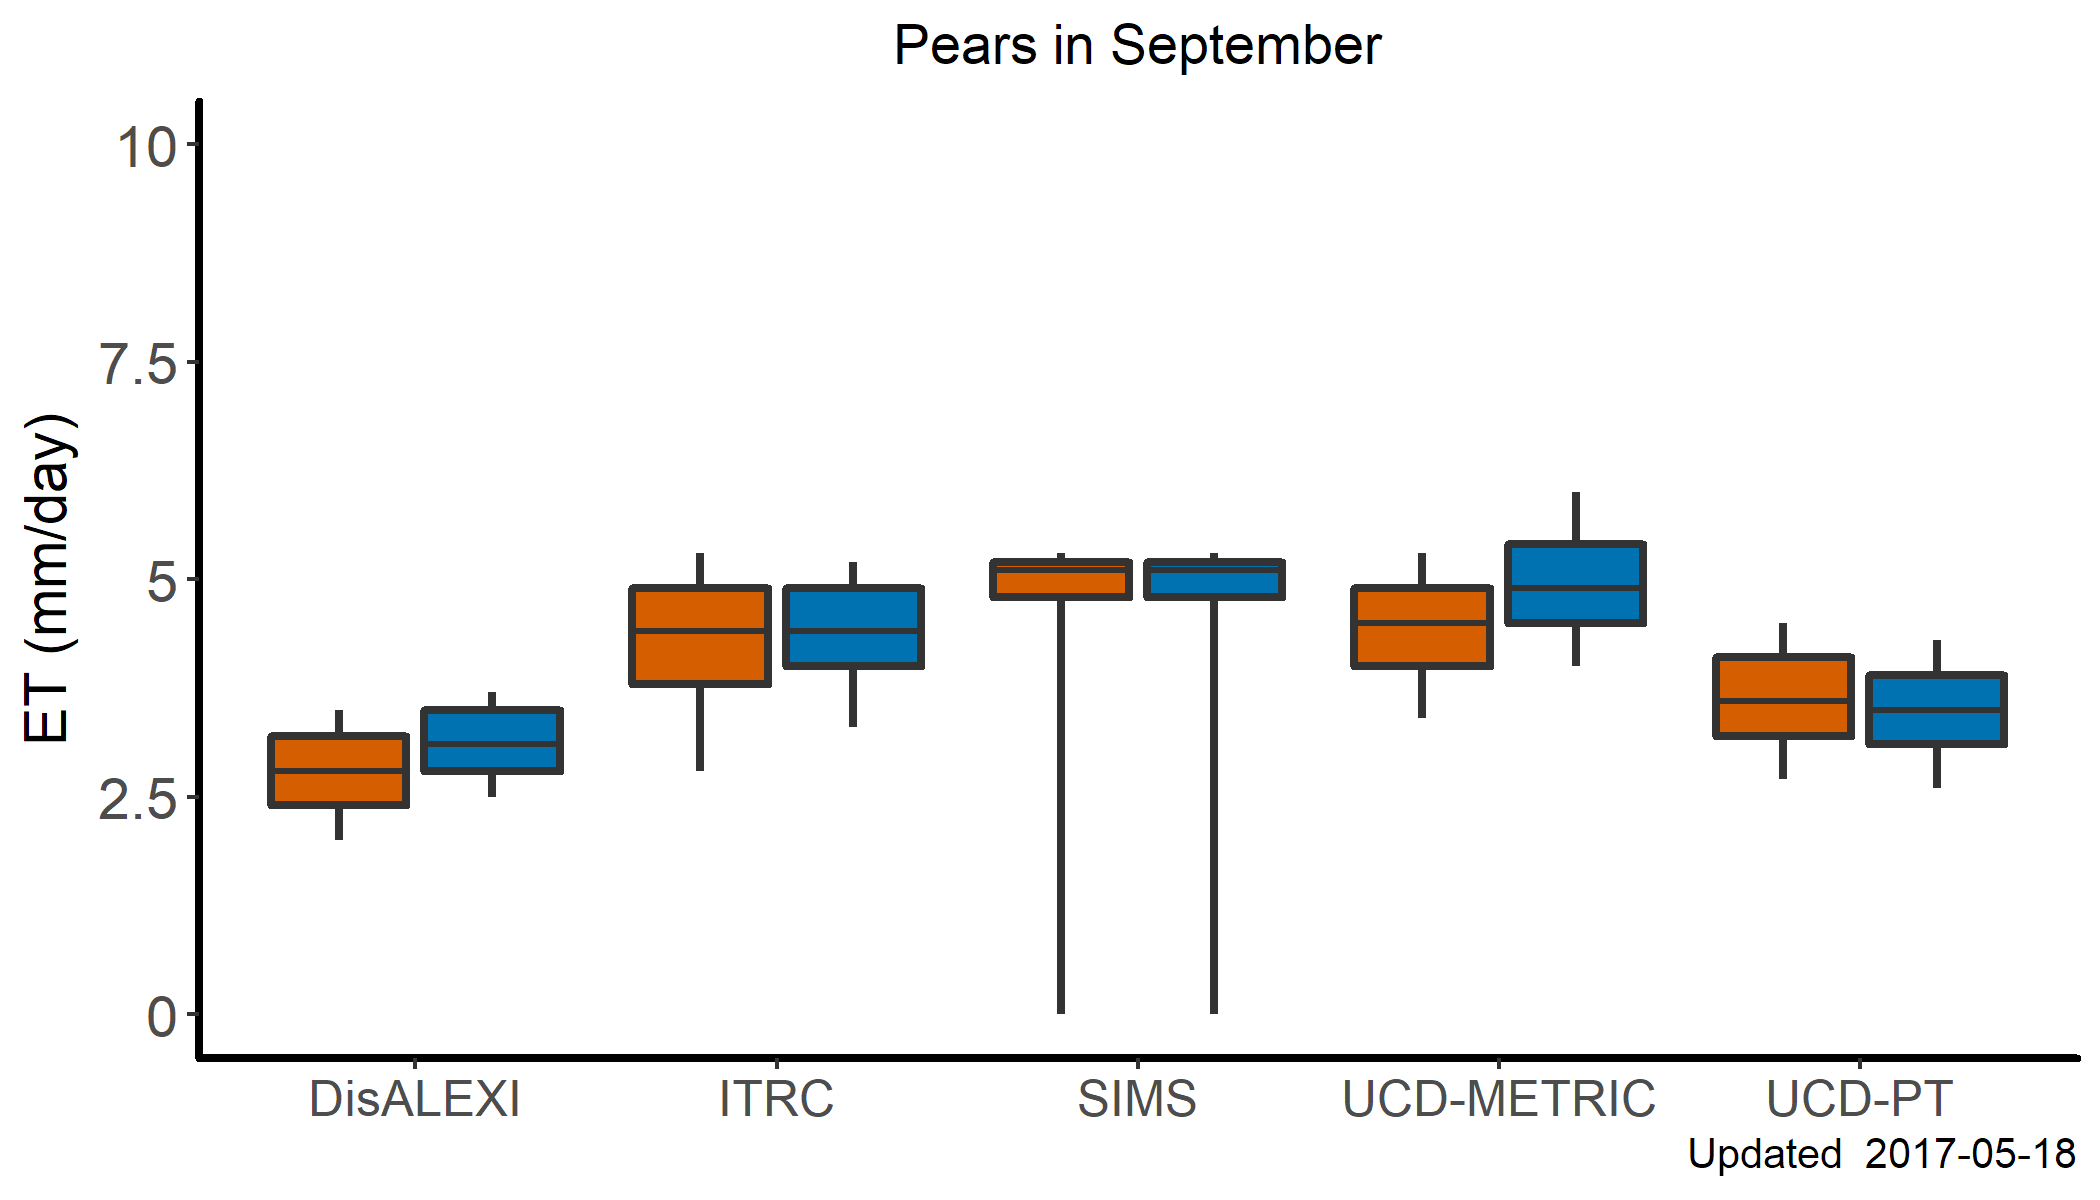 Pears in September
10
7.5
5
2.5
0
ET (mm/day)
DisALEXI ITRC SIMS UCD-METRIC UCD-PT
Updated  2017-05-18